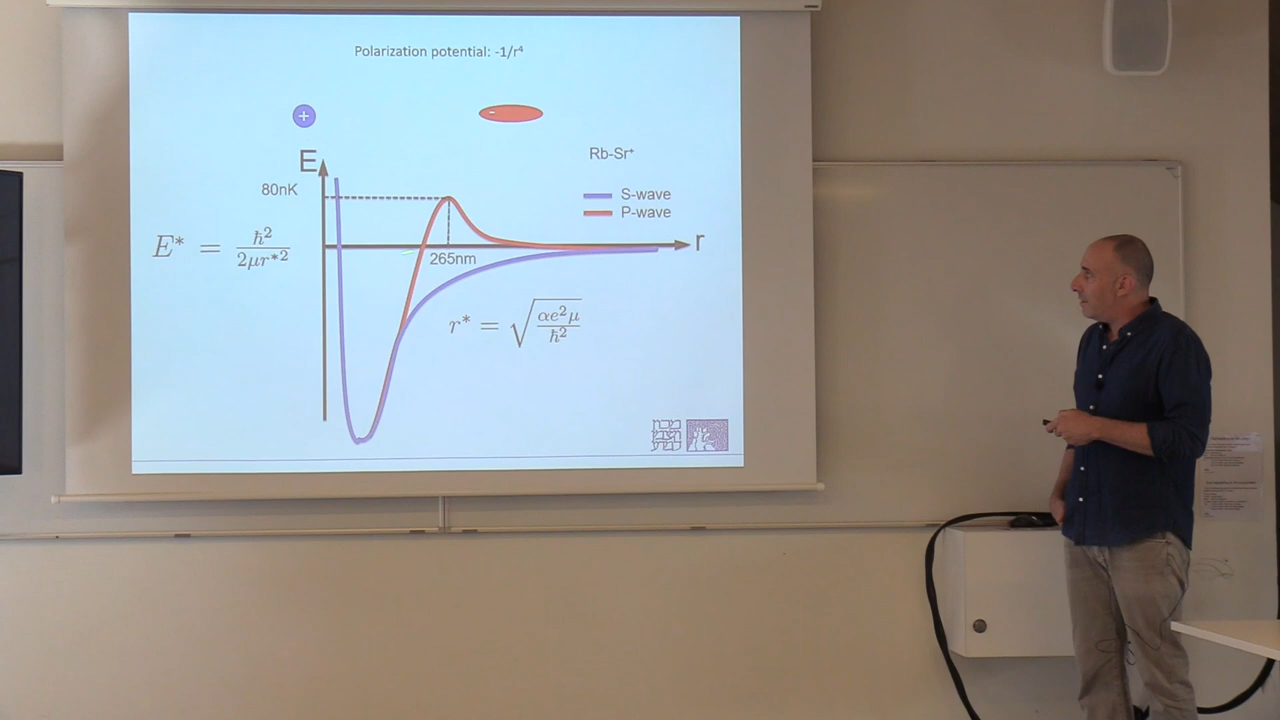 Polarization potential: -1/r⁴
+
-
E
Rb-Sr⁺
80nK
S-wave
P-wave
E* = ℏ² / 2μr*²
r
265nm
r* = √(αe²μ / ℏ²)